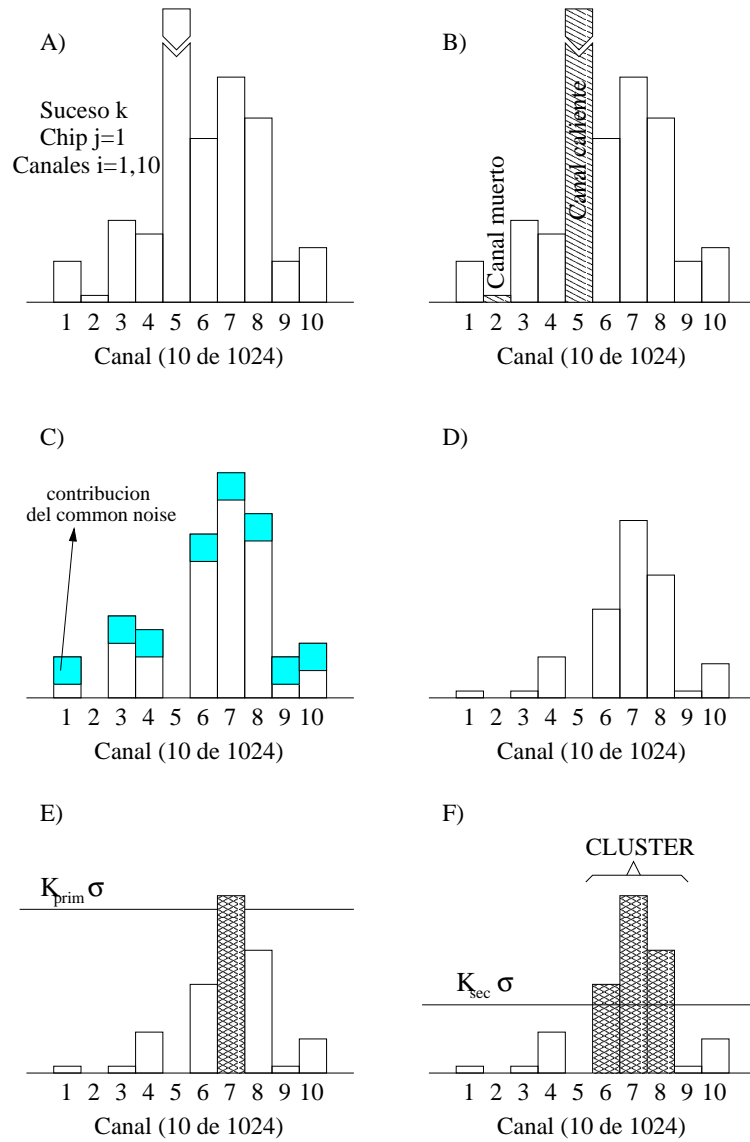 A)
Suceso k
Chip j=1
Canales i=1,10
1 2 3 4 5 6 7 8 9 10
Canal (10 de 1024)
B)
Canal muerto
Canal caliente
1 2 3 4 5 6 7 8 9 10
Canal (10 de 1024)
C)
contribucion
del common noise
1 2 3 4 5 6 7 8 9 10
Canal (10 de 1024)
D)
1 2 3 4 5 6 7 8 9 10
Canal (10 de 1024)
E)
K_prim σ
1 2 3 4 5 6 7 8 9 10
Canal (10 de 1024)
F)
CLUSTER
K_sec σ
1 2 3 4 5 6 7 8 9 10
Canal (10 de 1024)